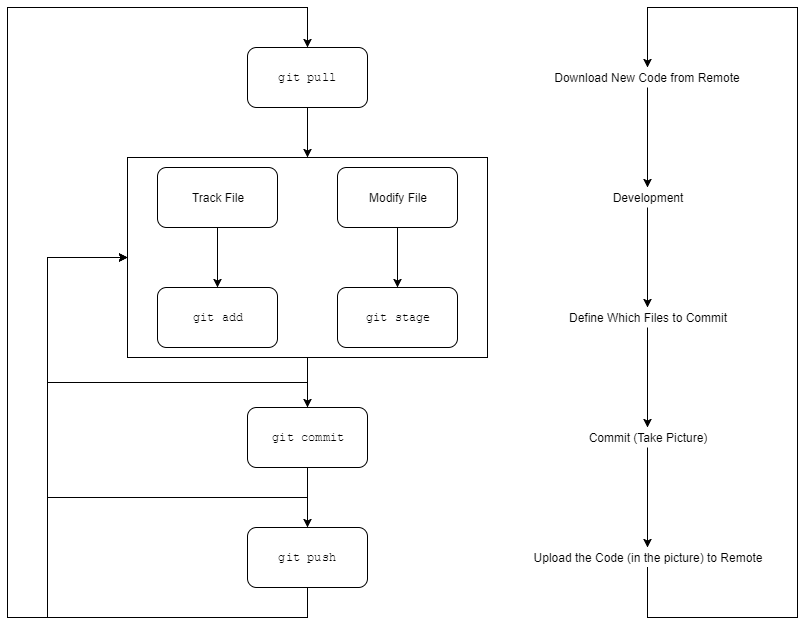 git pull
Download New Code from Remote
Track File
Modify File
Development
git add
git stage
Define Which Files to Commit
git commit
Commit (Take Picture)
git push
Upload the Code (in the picture) to Remote